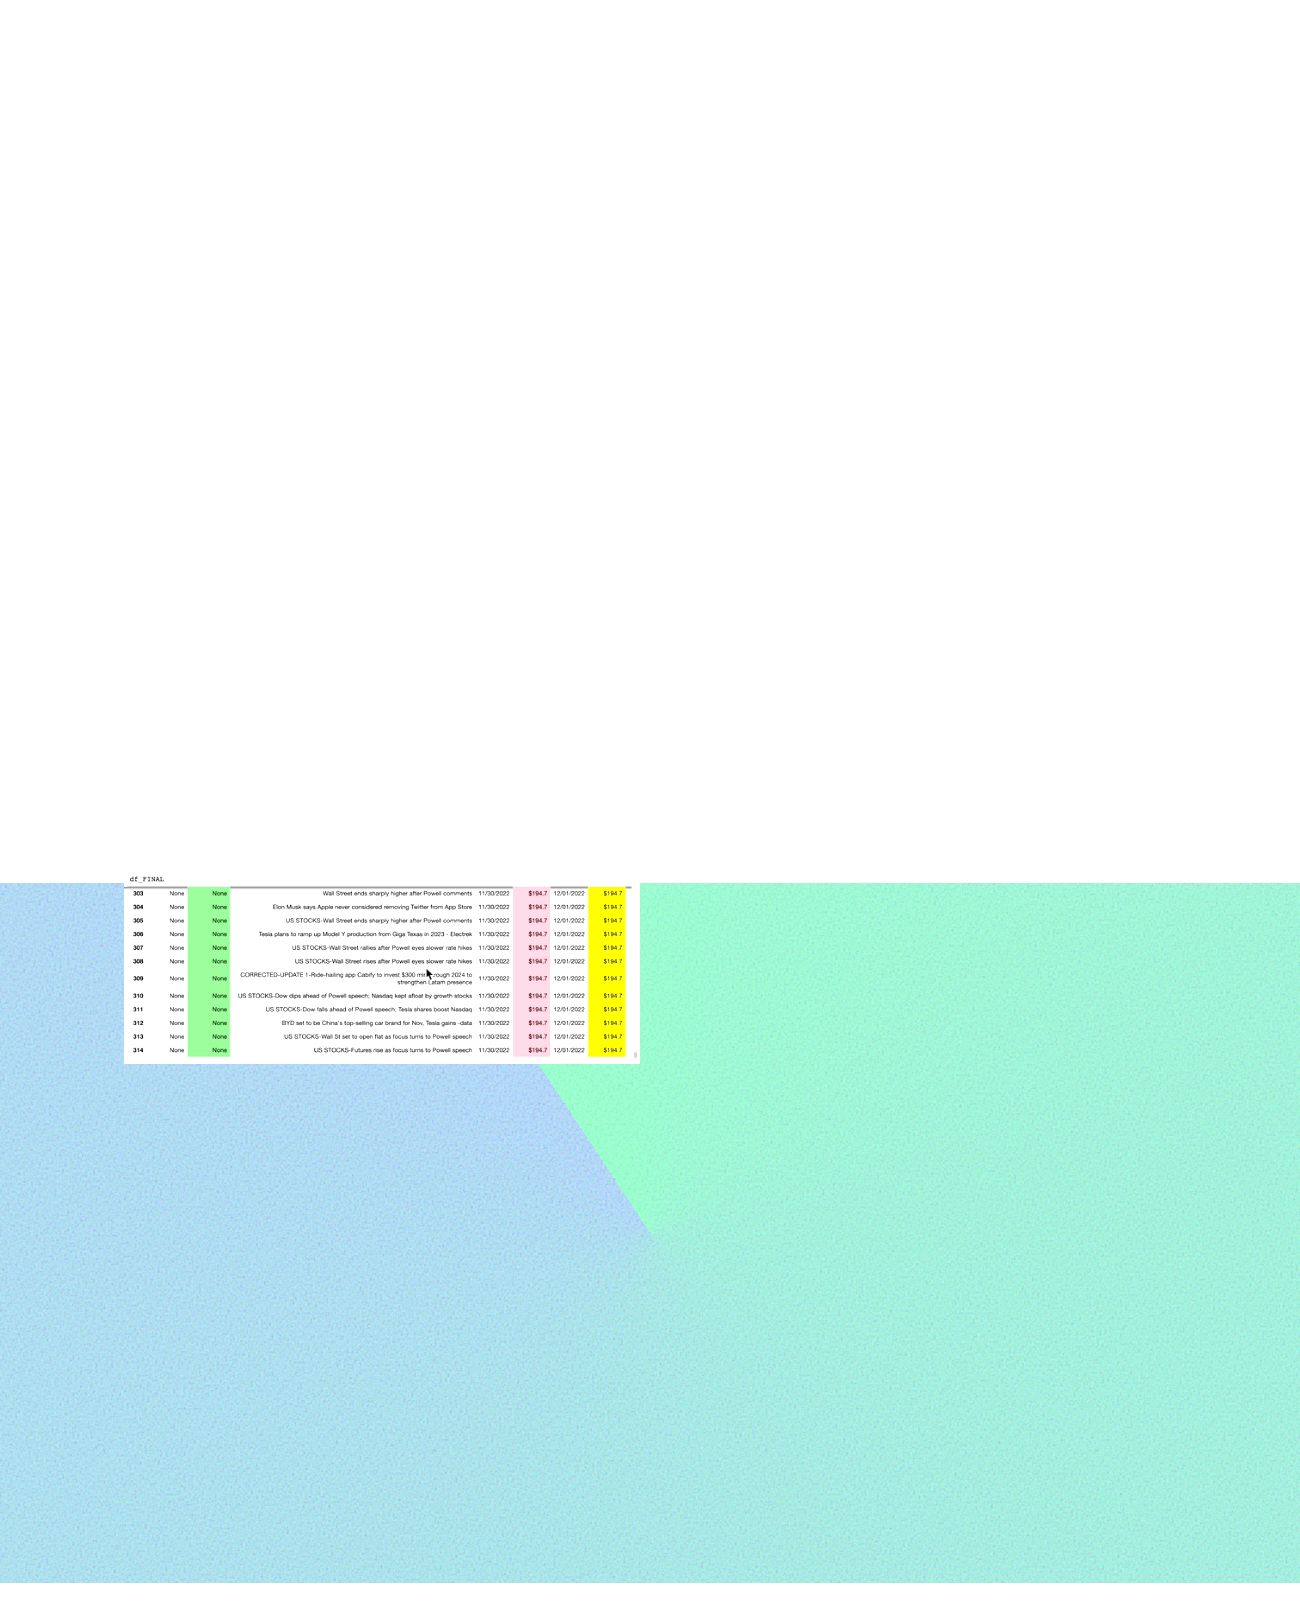 df_FINAL
303 None None Wall Street ends sharply higher after Powell comments 11/30/2022 $194.7 12/01/2022 $194.7
304 None None Elon Musk says Apple never considered removing Twitter from App Store 11/30/2022 $194.7 12/01/2022 $194.7
305 None None US STOCKS-Wall Street ends sharply higher after Powell comments 11/30/2022 $194.7 12/01/2022 $194.7
306 None None Tesla plans to ramp up Model Y production from Giga Texas in 2023 - Electrek 11/30/2022 $194.7 12/01/2022 $194.7
307 None None US STOCKS-Wall Street rallies after Powell eyes slower rate hikes 11/30/2022 $194.7 12/01/2022 $194.7
308 None None US STOCKS-Wall Street rises after Powell eyes slower rate hikes 11/30/2022 $194.7 12/01/2022 $194.7
309 None None CORRECTED-UPDATE 1-Ride-hailing app Cabify to invest $300 2024 to 11/30/2022 $194.7 12/01/2022 $194.7
strengthen Latam presence
310 None None US STOCKS-Dow dips ahead of Powell speech; Nasdaq kept afloat by growth stocks 11/30/2022 $194.7 12/01/2022 $194.7
311 None None US STOCKS-Dow falls ahead of Powell speech; Tesla shares boost Nasdaq 11/30/2022 $194.7 12/01/2022 $194.7
312 None None BYD set to be China's top-selling car brand for Nov, Tesla gains -data 11/30/2022 $194.7 12/01/2022 $194.7
313 None None US STOCKS-Wall St set to open flat as focus turns to Powell speech 11/30/2022 $194.7 12/01/2022 $194.7
314 None None US STOCKS-Futures rise as focus turns to Powell speech 11/30/2022 $194.7 12/01/2022 $194.7